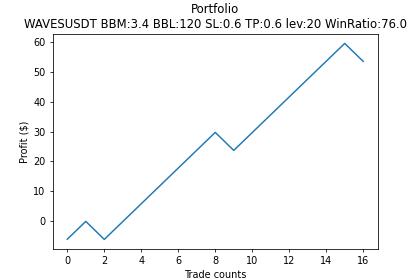 Portfolio
WAVESUSDT BBM:3.4 BBL:120 SL:0.6 TP:0.6 lev:20 WinRatio:76.0
60
50
40
30
20
10
0
Profit ($)
0 2 4 6 8 10 12 14 16
Trade counts